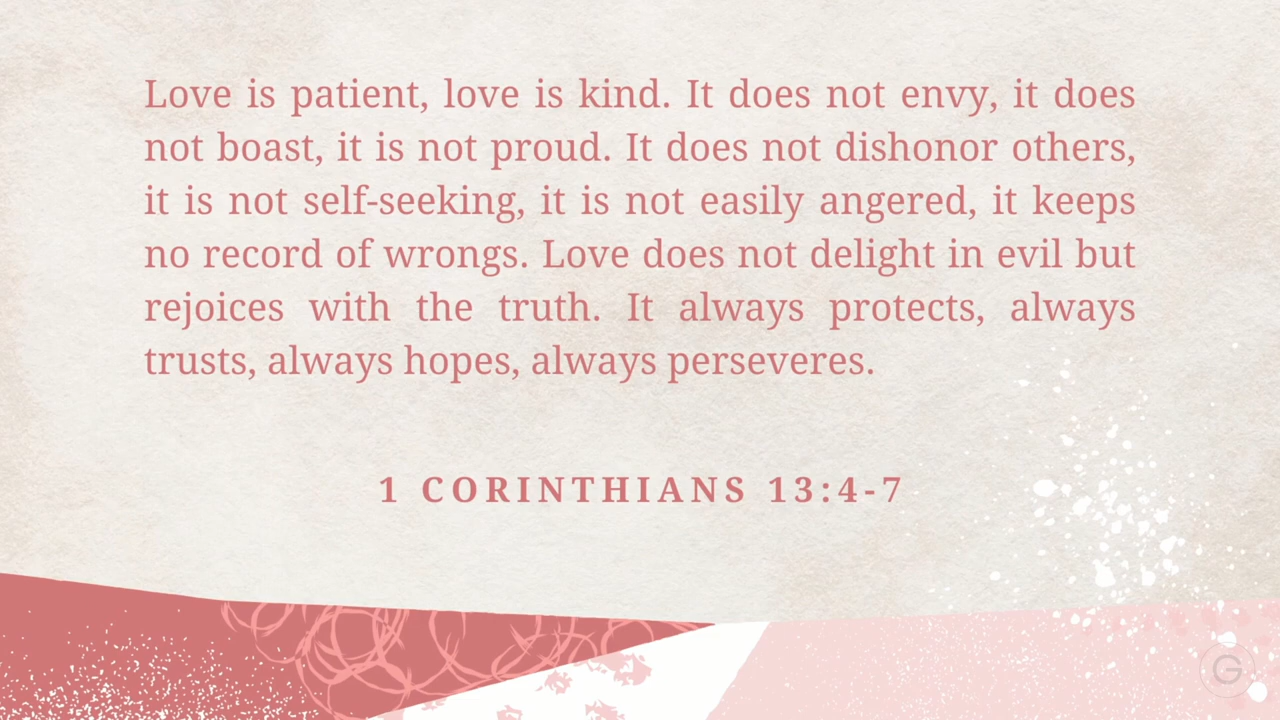 Love is patient, love is kind. It does not envy, it does
not boast, it is not proud. It does not dishonor others,
it is not self-seeking, it is not easily angered, it keeps
no record of wrongs. Love does not delight in evil but
rejoices with the truth. It always protects, always
trusts, always hopes, always perseveres.
1 CORINTHIANS 13:4-7
G